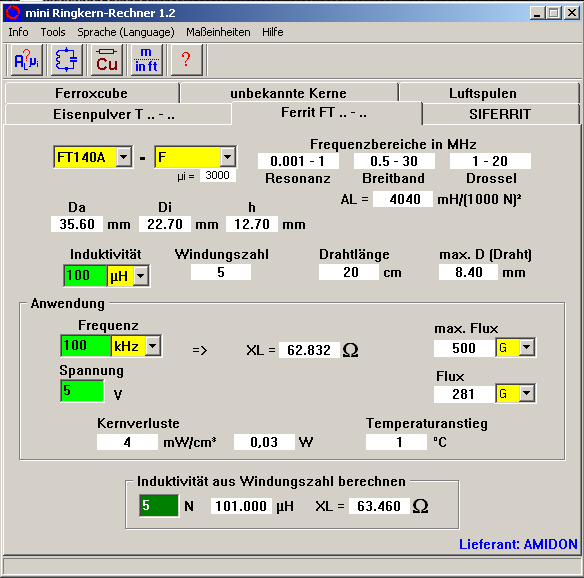 mini Ringkern-Rechner 1.2
Info Tools Sprache (Language) Maßeinheiten Hilfe
AL? µi Cu m in ft ?
Ferroxcube unbekannte Kerne Luftspulen
Eisenpulver T .. - .. Ferrit FT .. - .. SIFERRIT
Frequenzbereiche in MHz
FT140A - F 0.001 - 1 0.5 - 30 1 - 20
µi = 3000 Resonanz Breitband Drossel
AL = 4040 mH/(1000 N)²
Da Di h
35.60 mm 22.70 mm 12.70 mm
Induktivität Windungszahl Drahtlänge max. D (Draht)
100 µH 5 20 cm 8.40 mm
Anwendung
Frequenz max. Flux
100 kHz => XL = 62.832 Ω 500 G
Spannung Flux
5 V 281 G
Kernverluste Temperaturanstieg
4 mW/cm³ 0,03 W 1 °C
Induktivität aus Windungszahl berechnen
5 N 101.000 µH XL = 63.460 Ω
Lieferant: AMIDON